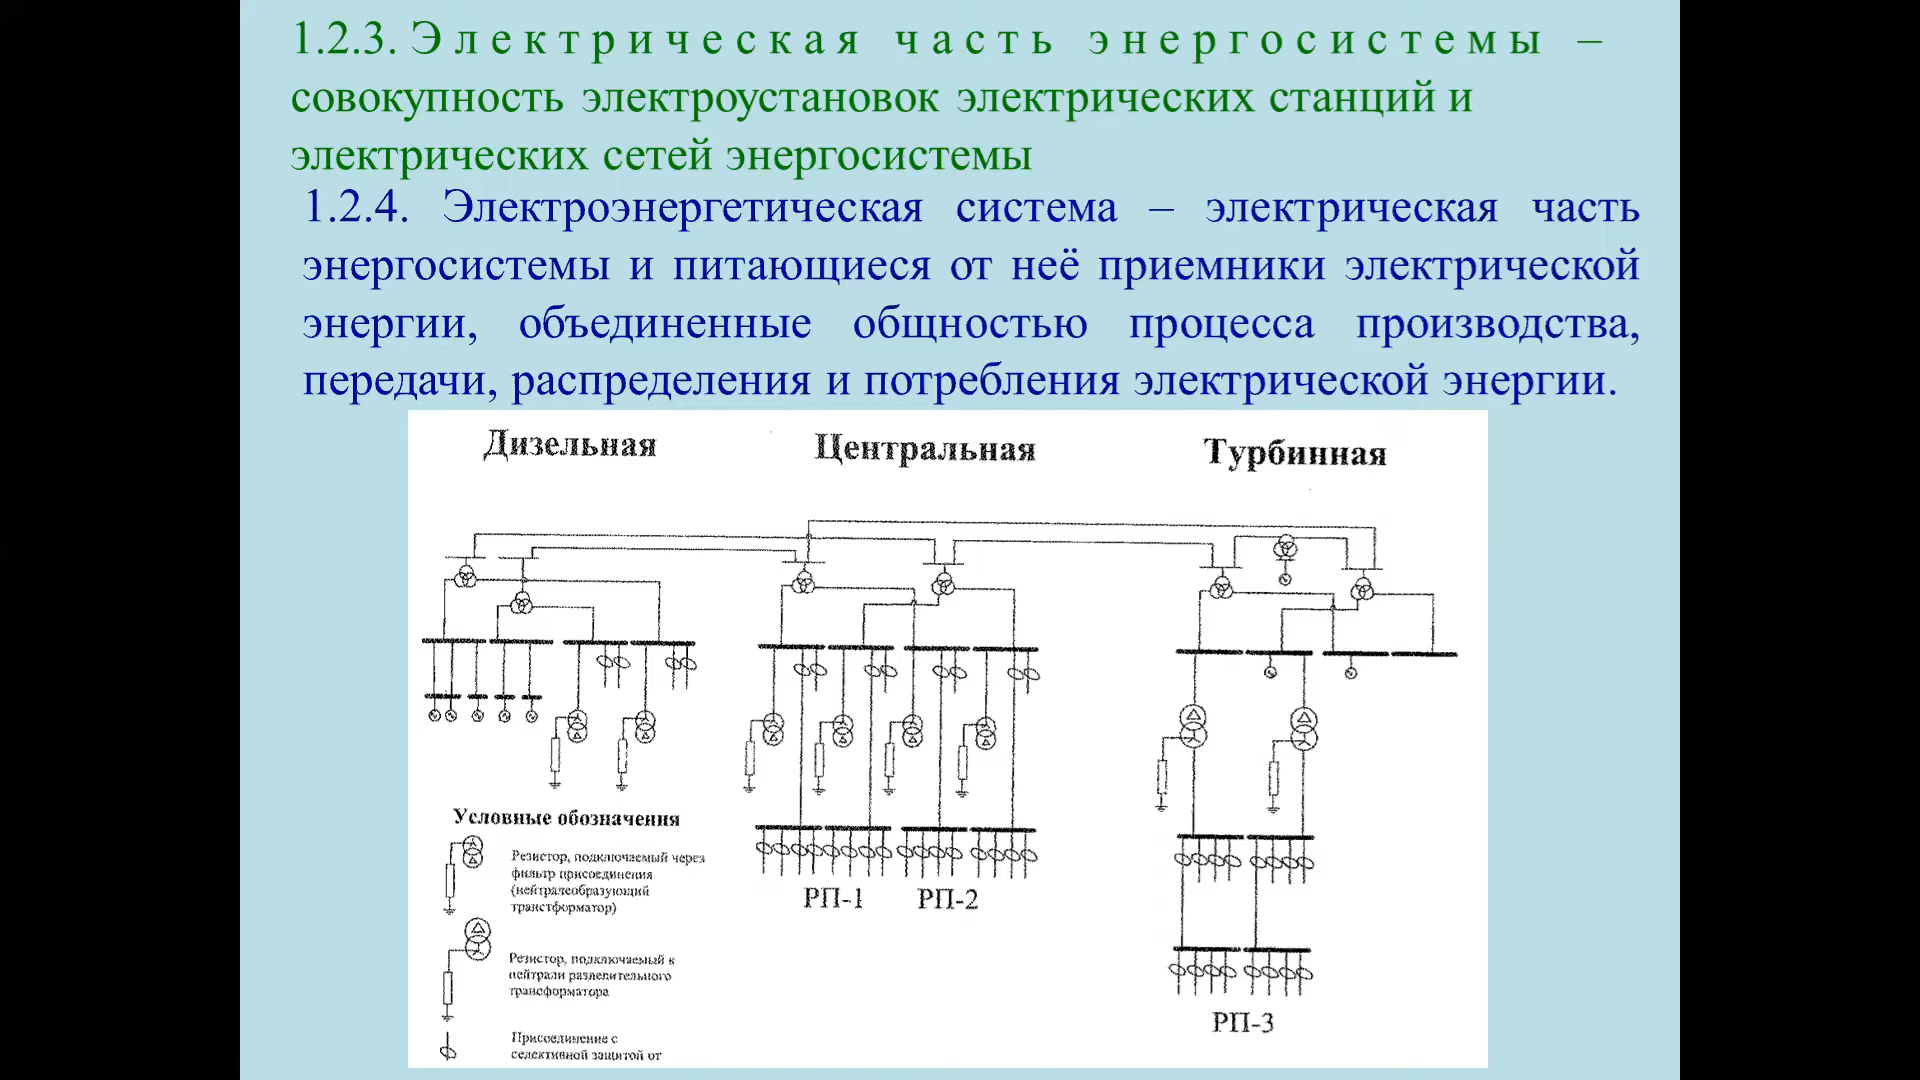 1.2.3. Э л е к т р и ч е с к а я ч а с т ь э н е р г о с и с т е м ы –
совокупность электроустановок электрических станций и
электрических сетей энергосистемы
1.2.4. Электроэнергетическая система – электрическая часть
энергосистемы и питающиеся от неё приемники электрической
энергии, объединенные общностью процесса производства,
передачи, распределения и потребления электрической энергии.
Дизельная
Центральная
Турбинная
Условные обозначения
Резистор, подключаемый через
фильтр присоединения
(нейтралеобразующий
трансформатор)
Резистор, подключаемый к
нейтрали разделительного
трансформатора
Присоединение с
селективной защитой от
РП-1
РП-2
РП-3